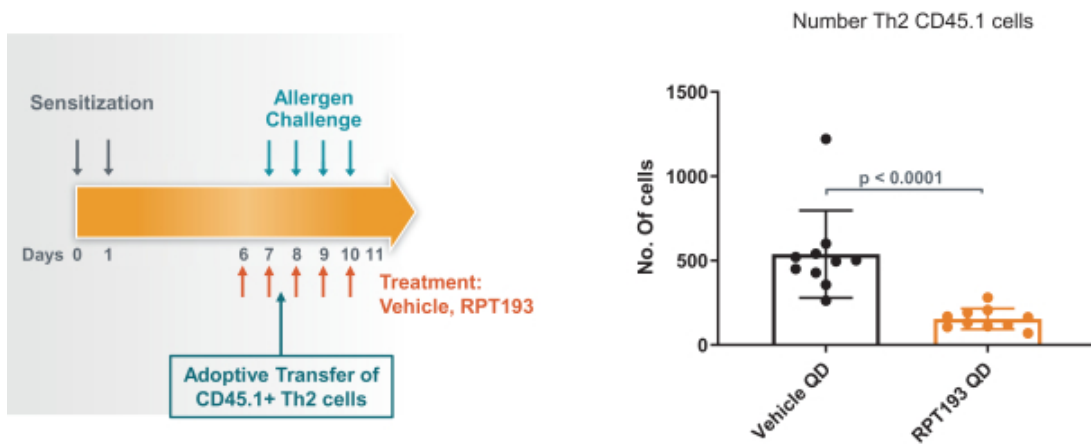 Number Th2 CD45.1 cells
Sensitization
Allergen
Challenge
Days 0 1 6 7 8 9 10 11
Treatment:
Vehicle, RPT193
Adoptive Transfer of
CD45.1+ Th2 cells
No. Of cells
1500
1000
500
0
p < 0.0001
Vehicle QD
RPT193 QD